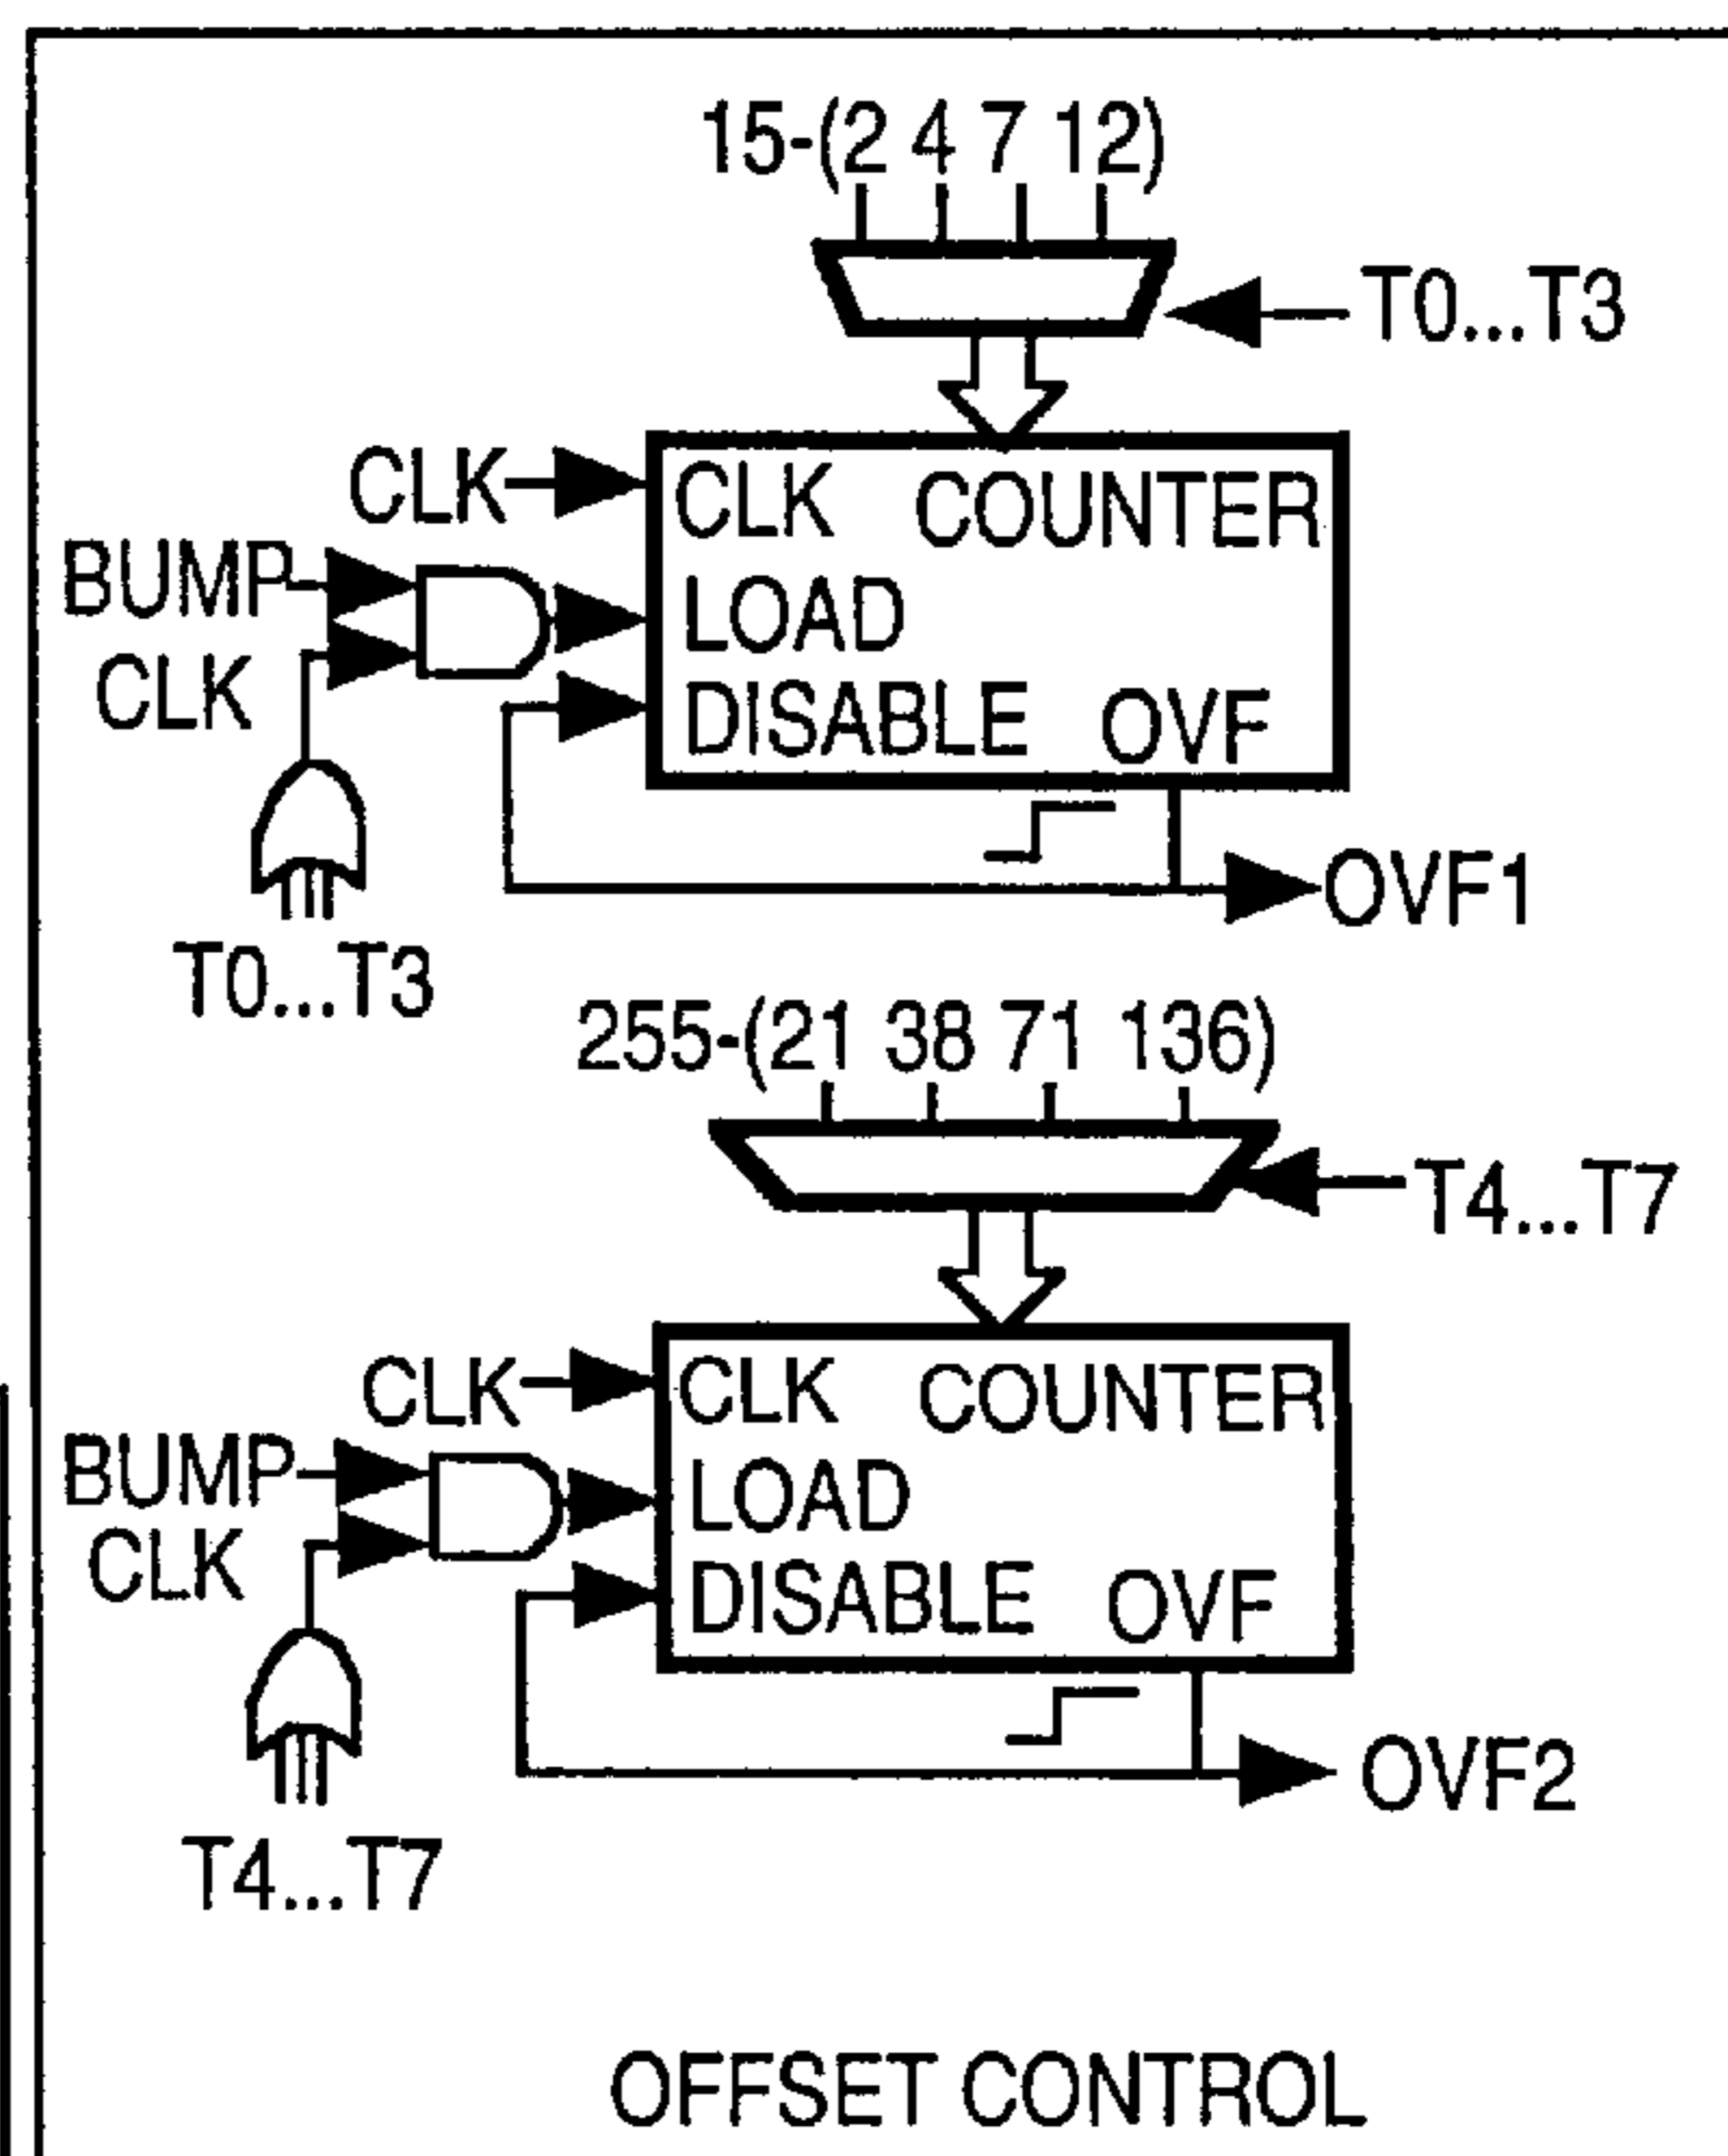 15-(2 4 7 12)
T0...T3
CLK
CLK COUNTER
BUMP
LOAD
CLK
DISABLE OVF
OVF1
T0...T3
255-(21 38 71 136)
T4...T7
CLK
CLK COUNTER
BUMP
LOAD
CLK
DISABLE OVF
OVF2
T4...T7
OFFSET CONTROL